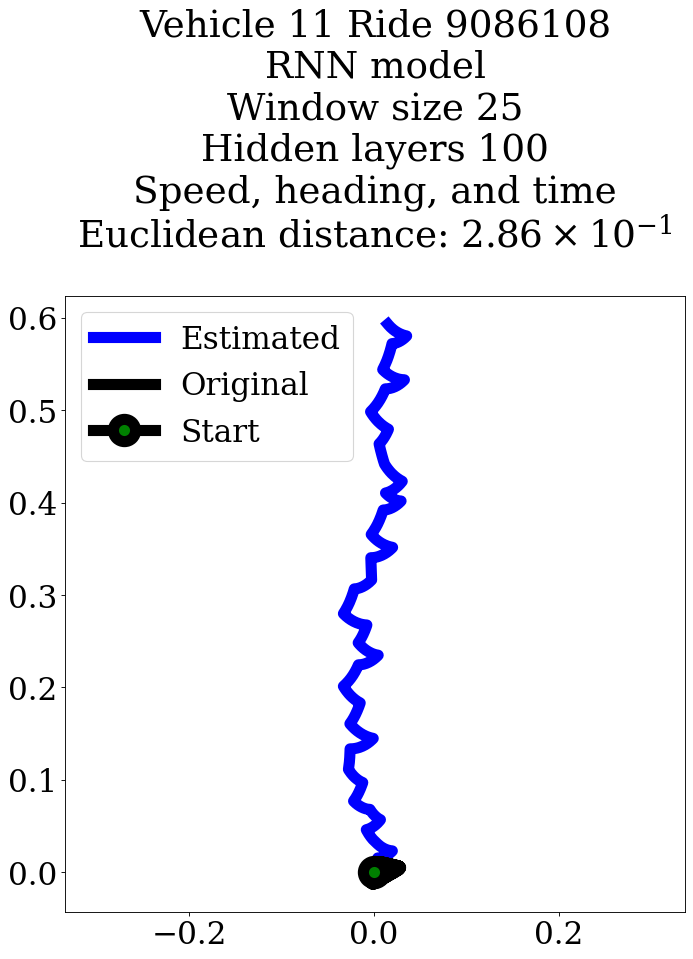 Vehicle 11 Ride 9086108
RNN model
Window size 25
Hidden layers 100
Speed, heading, and time
Euclidean distance: 2.86 × 10⁻¹
Estimated
Original
Start
0.6
0.5
0.4
0.3
0.2
0.1
0.0
−0.2 0.0 0.2